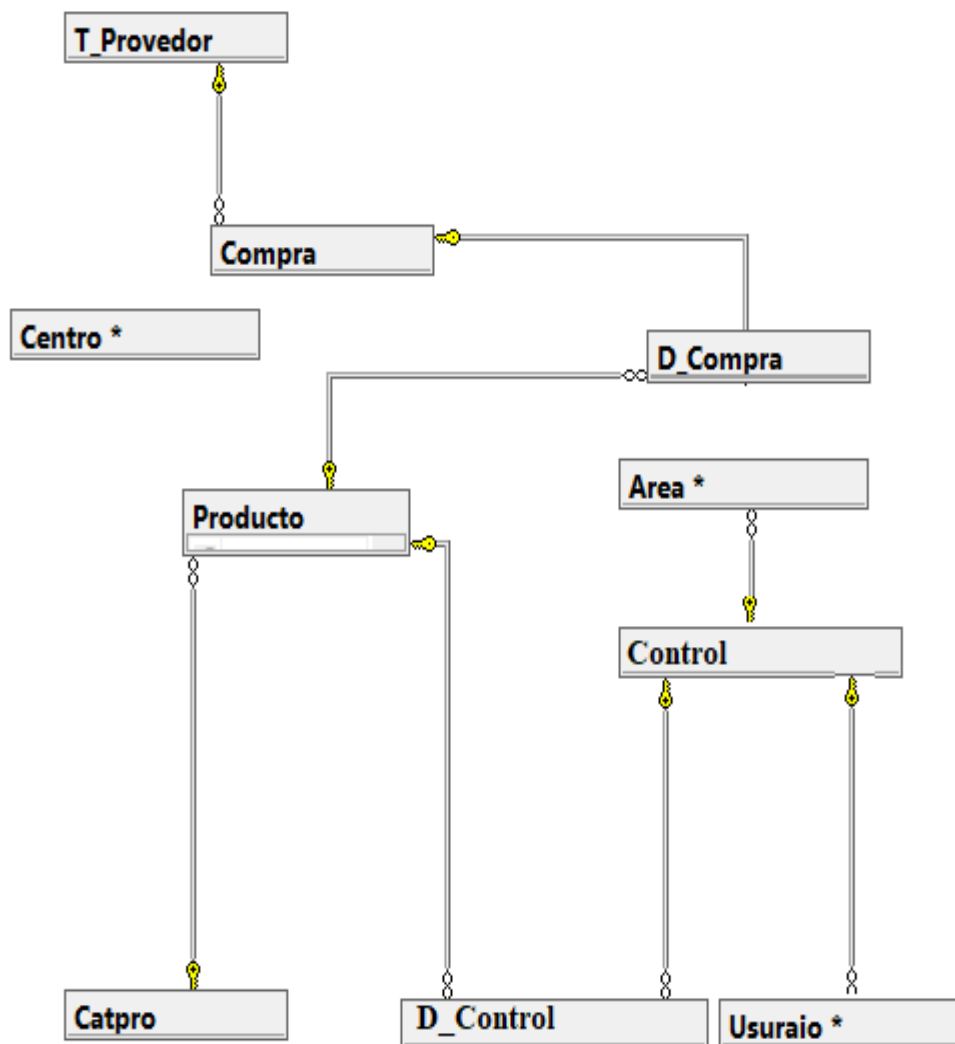 T_Provedor
Compra
Centro *
D_Compra
Area *
Producto
Control
Catpro
D_Control
Usuraio *